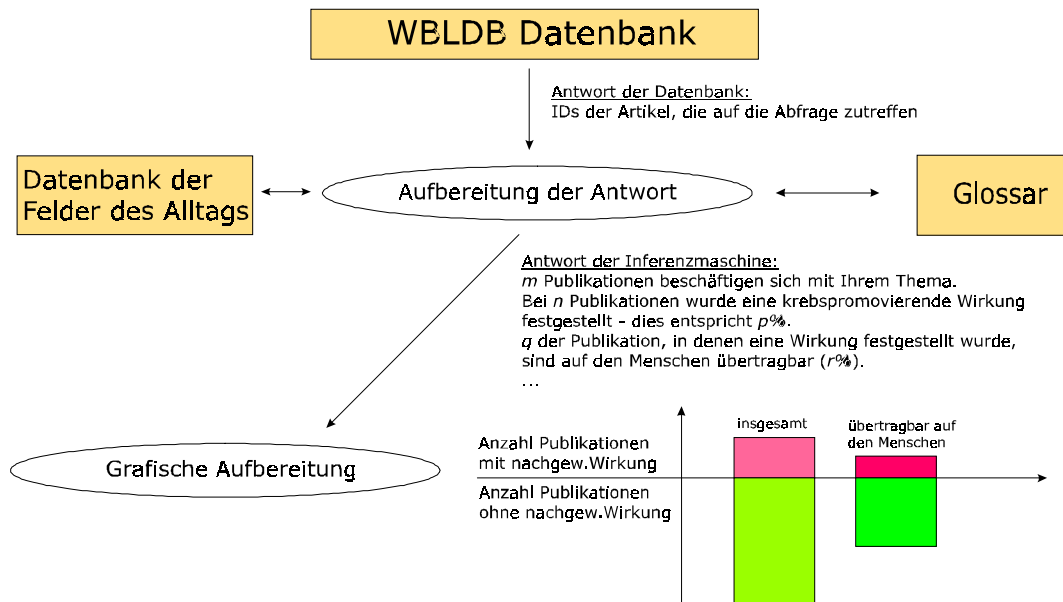 WBLDB Datenbank
Antwort der Datenbank:
IDs der Artikel, die auf die Abfrage zutreffen
Datenbank der
Felder des Alltags
Aufbereitung der Antwort
Glossar
Antwort der Inferenzmaschine:
m Publikationen beschäftigen sich mit Ihrem Thema.
Bei n Publikationen wurde eine krebspromovierende Wirkung
festgestellt - dies entspricht p%.
q der Publikation, in denen eine Wirkung festgestellt wurde,
sind auf den Menschen übertragbar (r%).
...
Grafische Aufbereitung
Anzahl Publikationen
mit nachgew.Wirkung
Anzahl Publikationen
ohne nachgew.Wirkung
insgesamt
übertragbar auf
den Menschen